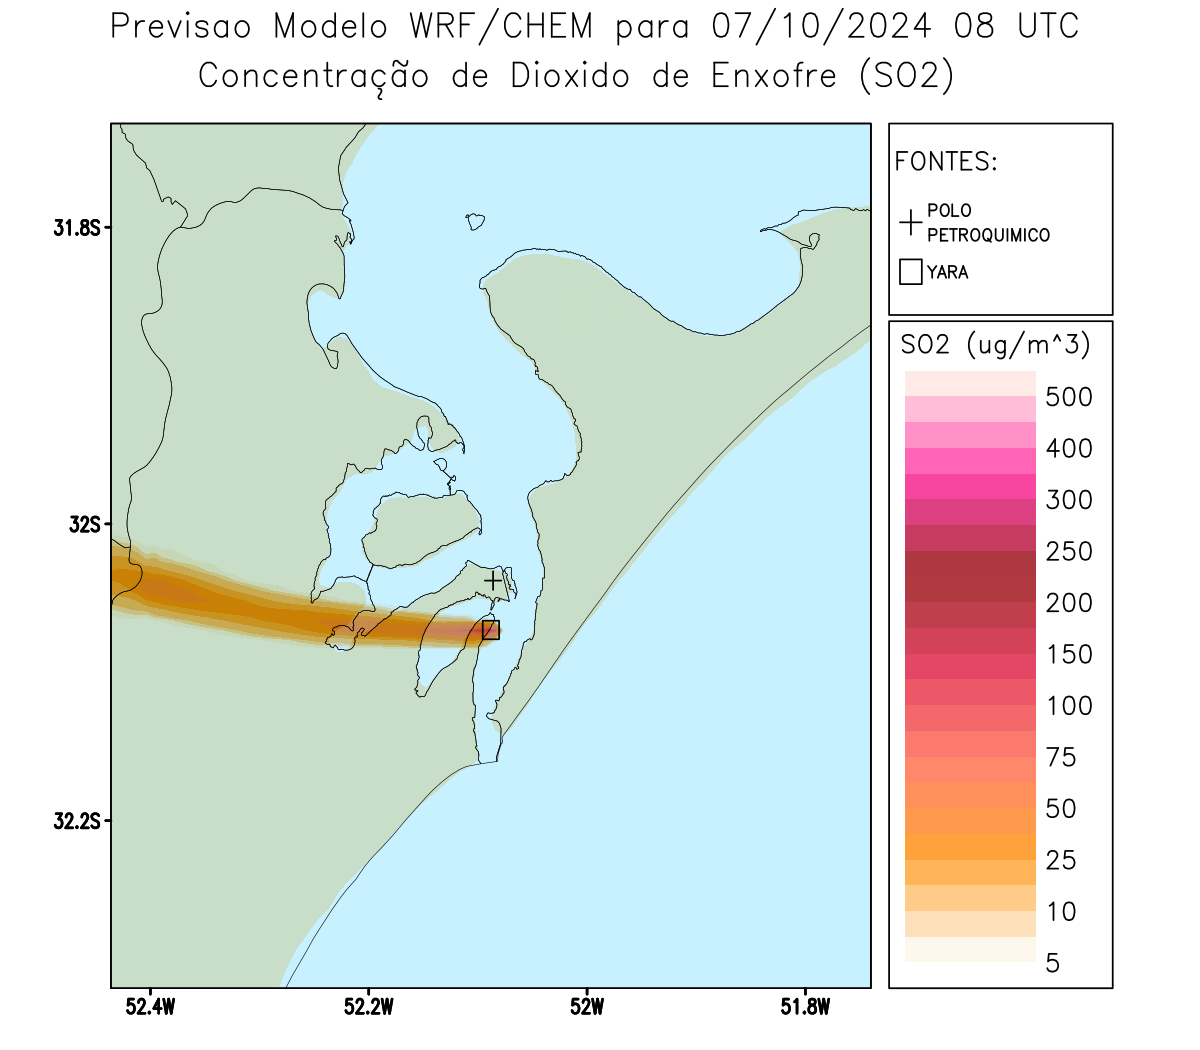 Previsao Modelo WRF/CHEM para 07/10/2024 08 UTC
Concentração de Dioxido de Enxofre (SO2)
FONTES:
POLO
PETROQUIMICO
YARA
SO2 (ug/m^3)
500
400
300
250
200
150
100
75
50
25
10
5
31.8S
32S
32.2S
52.4W
52.2W
52W
51.8W